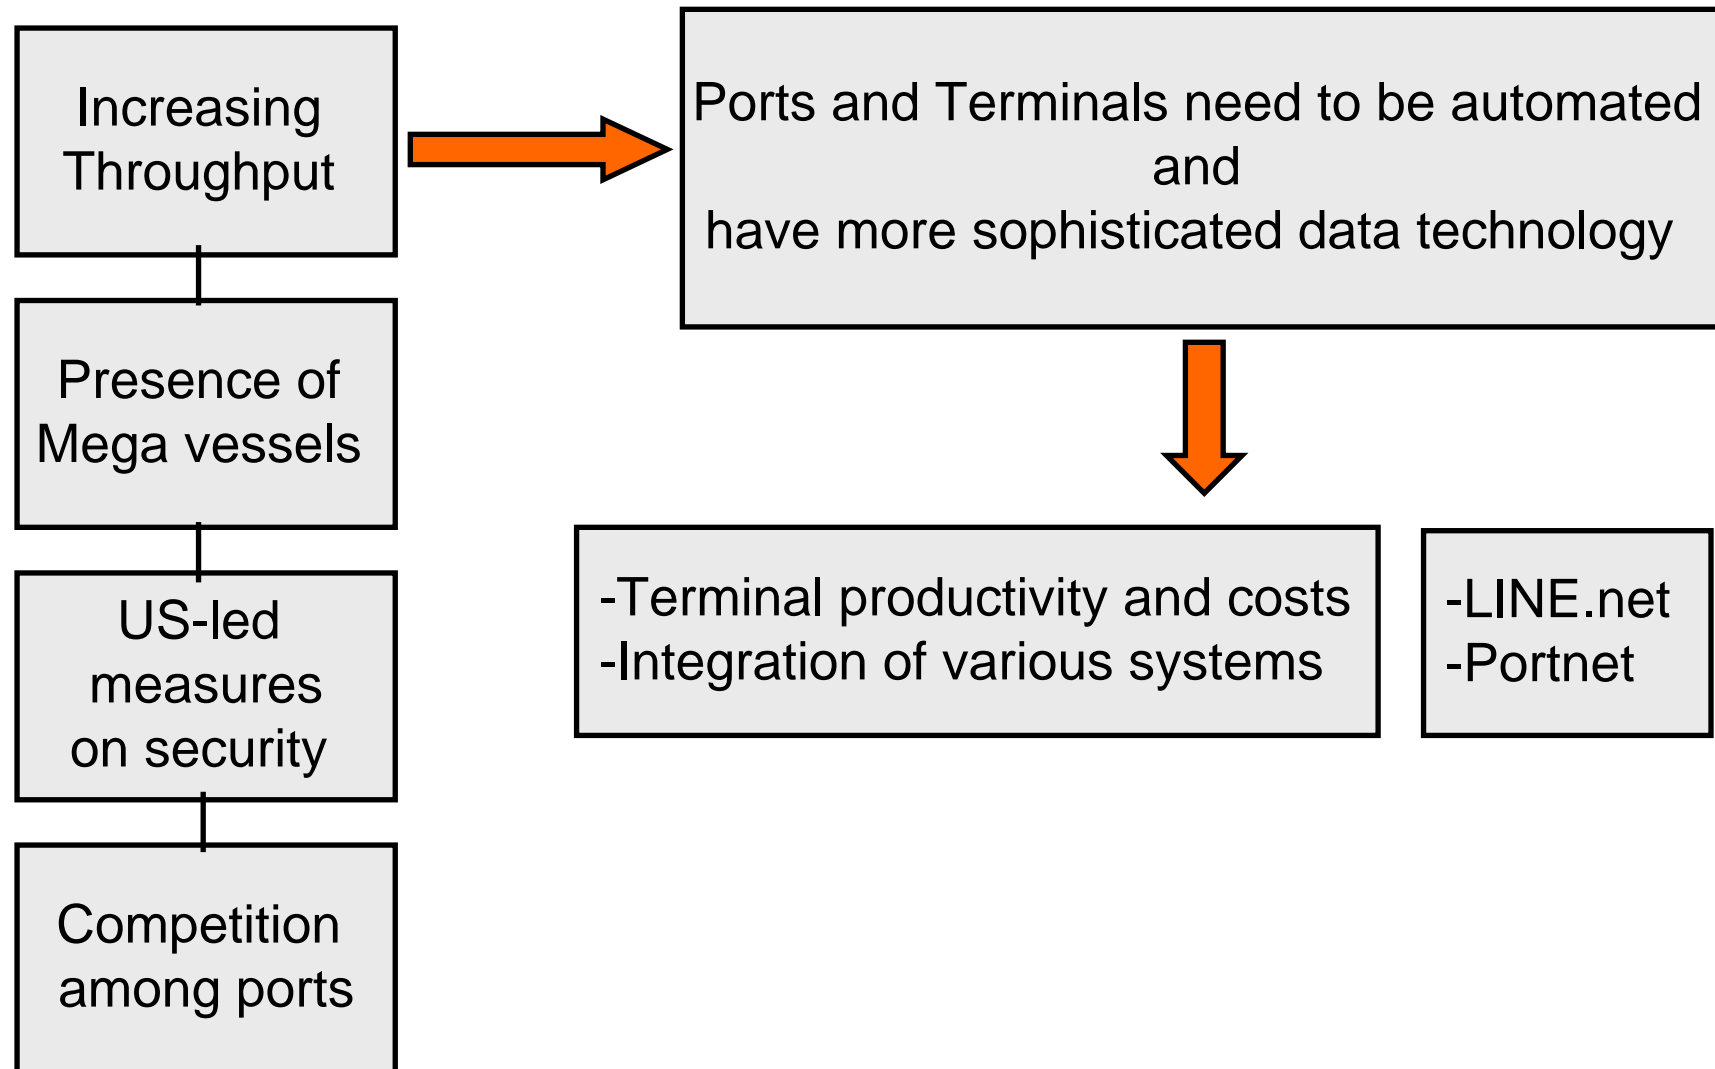 Increasing
Throughput
Ports and Terminals need to be automated
and
have more sophisticated data technology
Presence of
Mega vessels
US-led
measures
on security
Competition
among ports
-Terminal productivity and costs
-Integration of various systems
-LINE.net
-Portnet